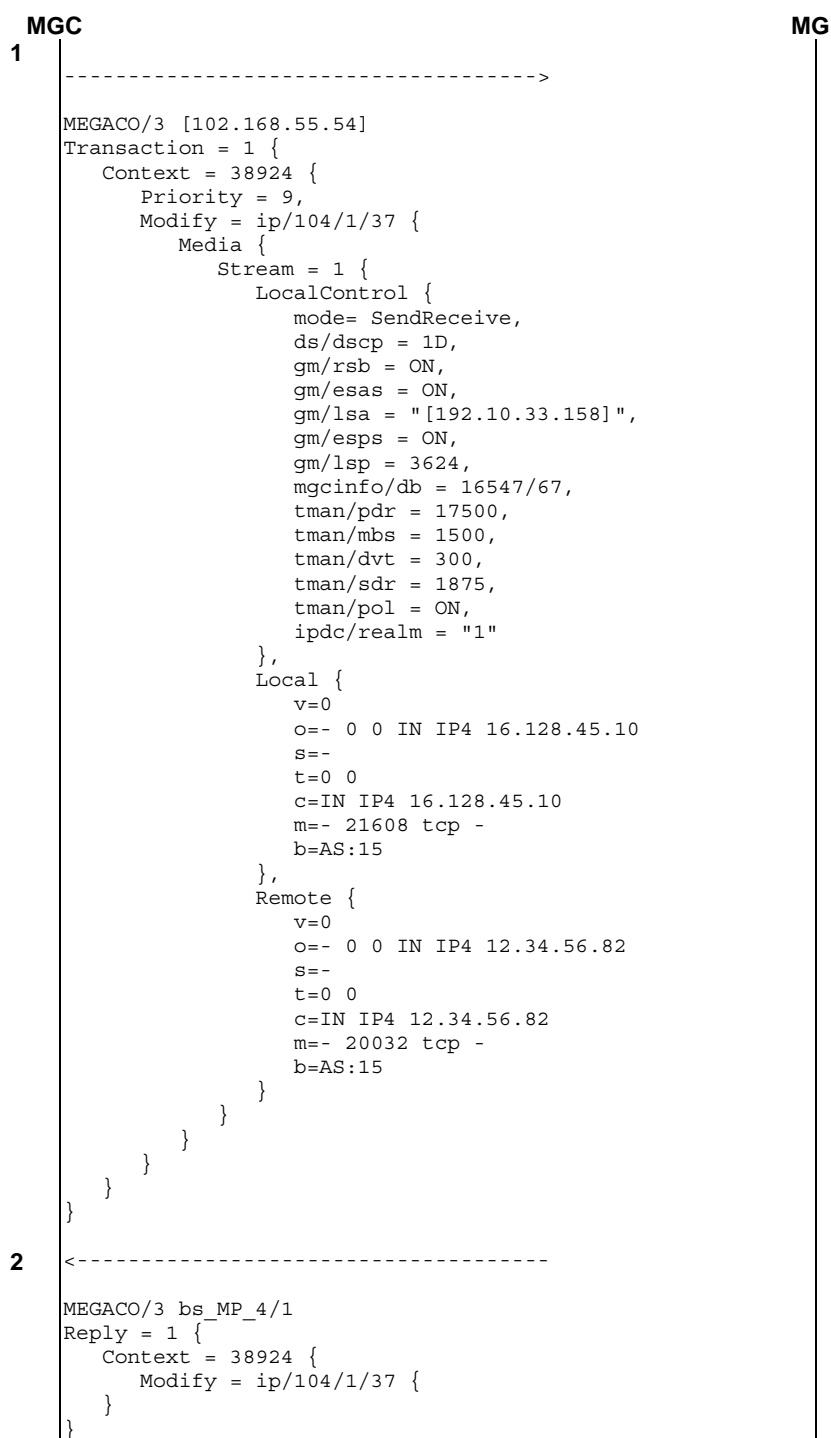 MGC MG
1
------------------------------------->
MEGACO/3 [102.168.55.54]
Transaction = 1 {
   Context = 38924 {
      Priority = 9,
      Modify = ip/104/1/37 {
         Media {
            Stream = 1 {
               LocalControl {
                  mode= SendReceive,
                  ds/dscp = 1D,
                  gm/rsb = ON,
                  gm/esas = ON,
                  gm/lsa = "[192.10.33.158]",
                  gm/esps = ON,
                  gm/lsp = 3624,
                  mgcinfo/db = 16547/67,
                  tman/pdr = 17500,
                  tman/mbs = 1500,
                  tman/dvt = 300,
                  tman/sdr = 1875,
                  tman/pol = ON,
                  ipdc/realm = "1"
               },
               Local {
                  v=0
                  o=- 0 0 IN IP4 16.128.45.10
                  s=-
                  t=0 0
                  c=IN IP4 16.128.45.10
                  m=- 21608 tcp -
                  b=AS:15
               },
               Remote {
                  v=0
                  o=- 0 0 IN IP4 12.34.56.82
                  s=-
                  t=0 0
                  c=IN IP4 12.34.56.82
                  m=- 20032 tcp -
                  b=AS:15
               }
            }
         }
      }
   }
}
2 <-------------------------------------
MEGACO/3 bs_MP_4/1
Reply = 1 {
   Context = 38924 {
      Modify = ip/104/1/37 {
   }
}